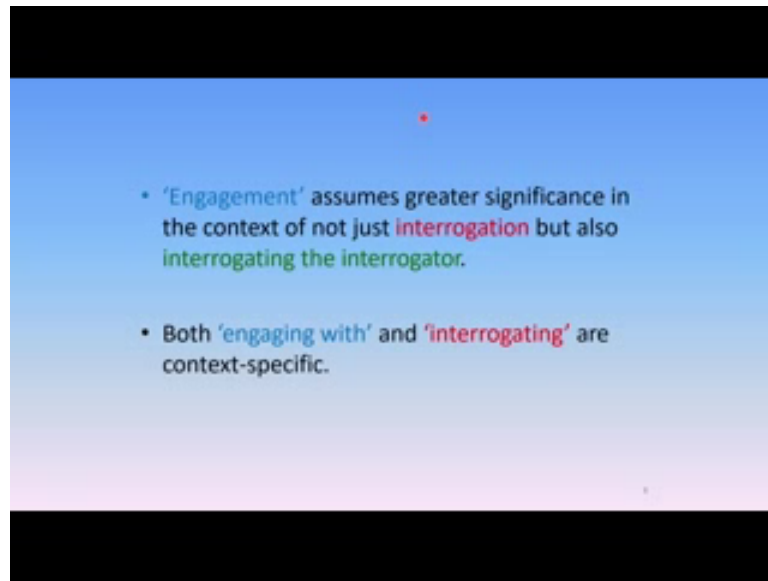 • ‘Engagement’ assumes greater significance in
the context of not just interrogation but also
interrogating the interrogator.
• Both ‘engaging with’ and ‘interrogating’ are
context-specific.